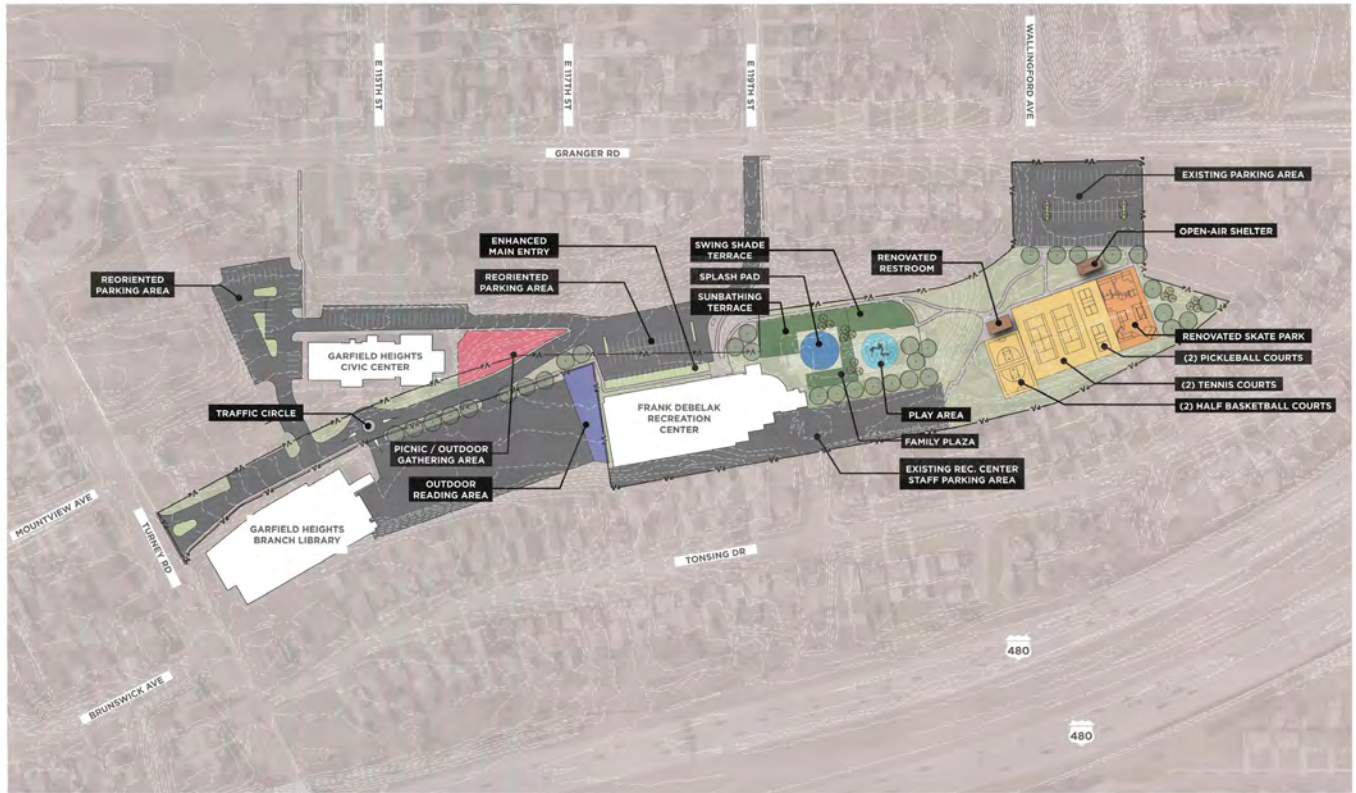 E 115TH ST
E 117TH ST
E 119TH ST
WALLINGFORD AVE
GRANGER RD
EXISTING PARKING AREA
OPEN-AIR SHELTER
ENHANCED
MAIN ENTRY
SWING SHADE
TERRACE
RENOVATED
RESTROOM
REORIENTED
PARKING AREA
REORIENTED
PARKING AREA
SPLASH PAD
SUNBATHING
TERRACE
RENOVATED SKATE PARK
GARFIELD HEIGHTS
CIVIC CENTER
(2) PICKLEBALL COURTS
(2) TENNIS COURTS
TRAFFIC CIRCLE
FRANK DEBELAK
RECREATION
CENTER
PLAY AREA
(2) HALF BASKETBALL COURTS
PICNIC / OUTDOOR
GATHERING AREA
FAMILY PLAZA
OUTDOOR
READING AREA
EXISTING REC. CENTER
STAFF PARKING AREA
MOUNTVIEW AVE
TURNEY RD
GARFIELD HEIGHTS
BRANCH LIBRARY
TONSING DR
BRUNSWICK AVE
480
480